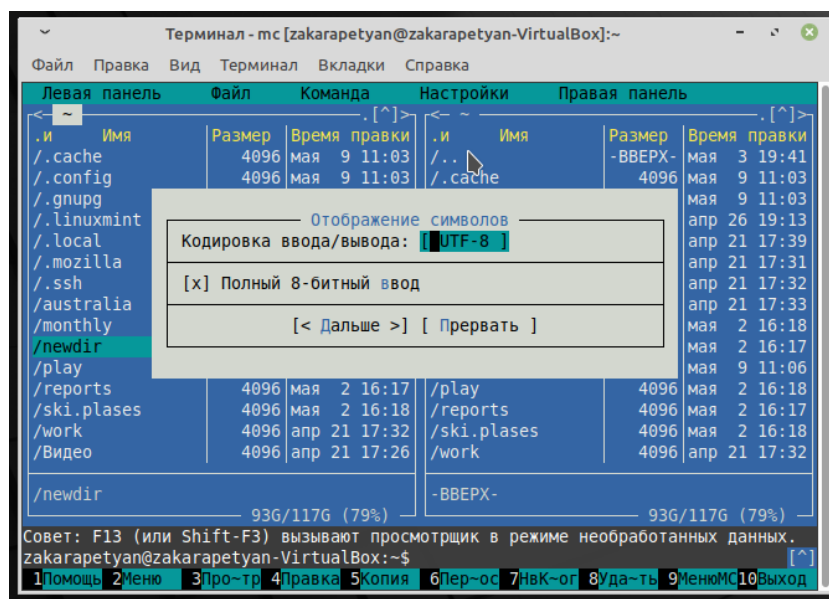 Терминал - mc [zakarapetyan@zakarapetyan-VirtualBox]:~
Файл Правка Вид Терминал Вкладки Справка
Левая панель Файл Команда Настройки Правая панель
<— ~ .[^]> <— ~ .[^]>
.и Имя Размер Время правки .и Имя Размер Время правки
/.cache 4096 мая 9 11:03 /.. -ВВЕРХ- мая 3 19:41
/.config 4096 мая 9 11:03 /.cache 4096 мая 9 11:03
/.gnupg мая 9 11:03
/.linuxmint Отображение символов апр 26 19:13
/.local Кодировка ввода/вывода: [ UTF-8 ] апр 21 17:39
/.mozilla апр 21 17:31
/.ssh [x] Полный 8-битный ввод апр 21 17:32
/australia апр 21 17:33
/monthly [< Дальше >] [ Прервать ] мая 2 16:18
/newdir мая 2 16:17
/play мая 9 11:06
/reports 4096 мая 2 16:17 /play 4096 мая 2 16:18
/ski.plases 4096 мая 2 16:18 /reports 4096 мая 2 16:17
/work 4096 апр 21 17:32 /ski.plases 4096 мая 2 16:18
/Видео 4096 апр 21 17:26 /work 4096 апр 21 17:32
/newdir -ВВЕРХ-
93G/117G (79%) 93G/117G (79%)
Совет: F13 (или Shift-F3) вызывают просмотрщик в режиме необработанных данных.
zakarapetyan@zakarapetyan-VirtualBox:~$ [^]
1Помощь 2Меню 3Про~тр 4Правка 5Копия 6Пер~ос 7НвК~ог 8Уда~ть 9МенюMC 10Выход